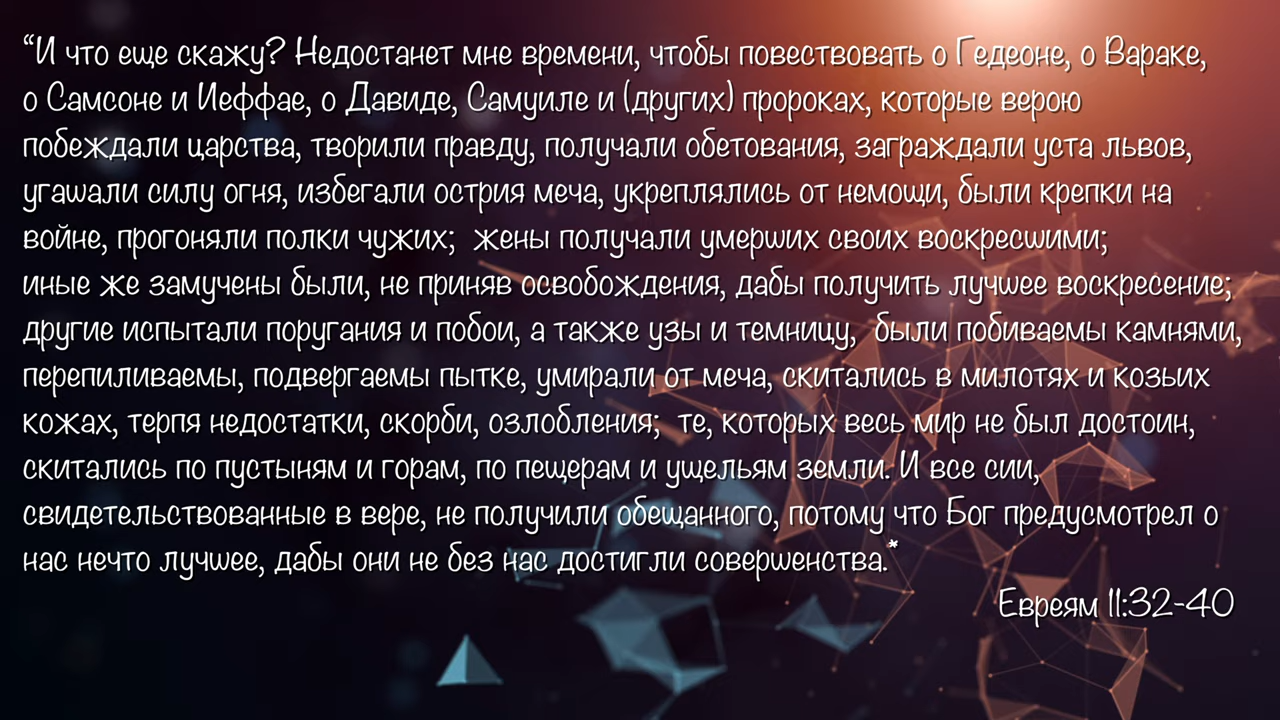 “И что еще скажу? Недостанет мне времени, чтобы повествовать о Гедеоне, о Вараке,
о Самсоне и Иеффае, о Давиде, Самуиле и (других) пророках, которые верою
побеждали царства, творили правду, получали обетования, заграждали уста львов,
угашали силу огня, избегали острия меча, укреплялись от немощи, были крепки на
войне, прогоняли полки чужих;  жены получали умерших своих воскресшими;
иные же замучены были, не приняв освобождения, дабы получить лучшее воскресение;
другие испытали поругания и побои, а также узы и темницу,  были побиваемы камнями,
перепиливаемы, подвергаемы пытке, умирали от меча, скитались в милотях и козьих
кожах, терпя недостатки, скорби, озлобления;  те, которых весь мир не был достоин,
скитались по пустыням и горам, по пещерам и ущельям земли. И все сии,
свидетельствованные в вере, не получили обещанного, потому что Бог предусмотрел о
нас нечто лучшее, дабы они не без нас достигли совершенства.*
Евреям 11:32-40